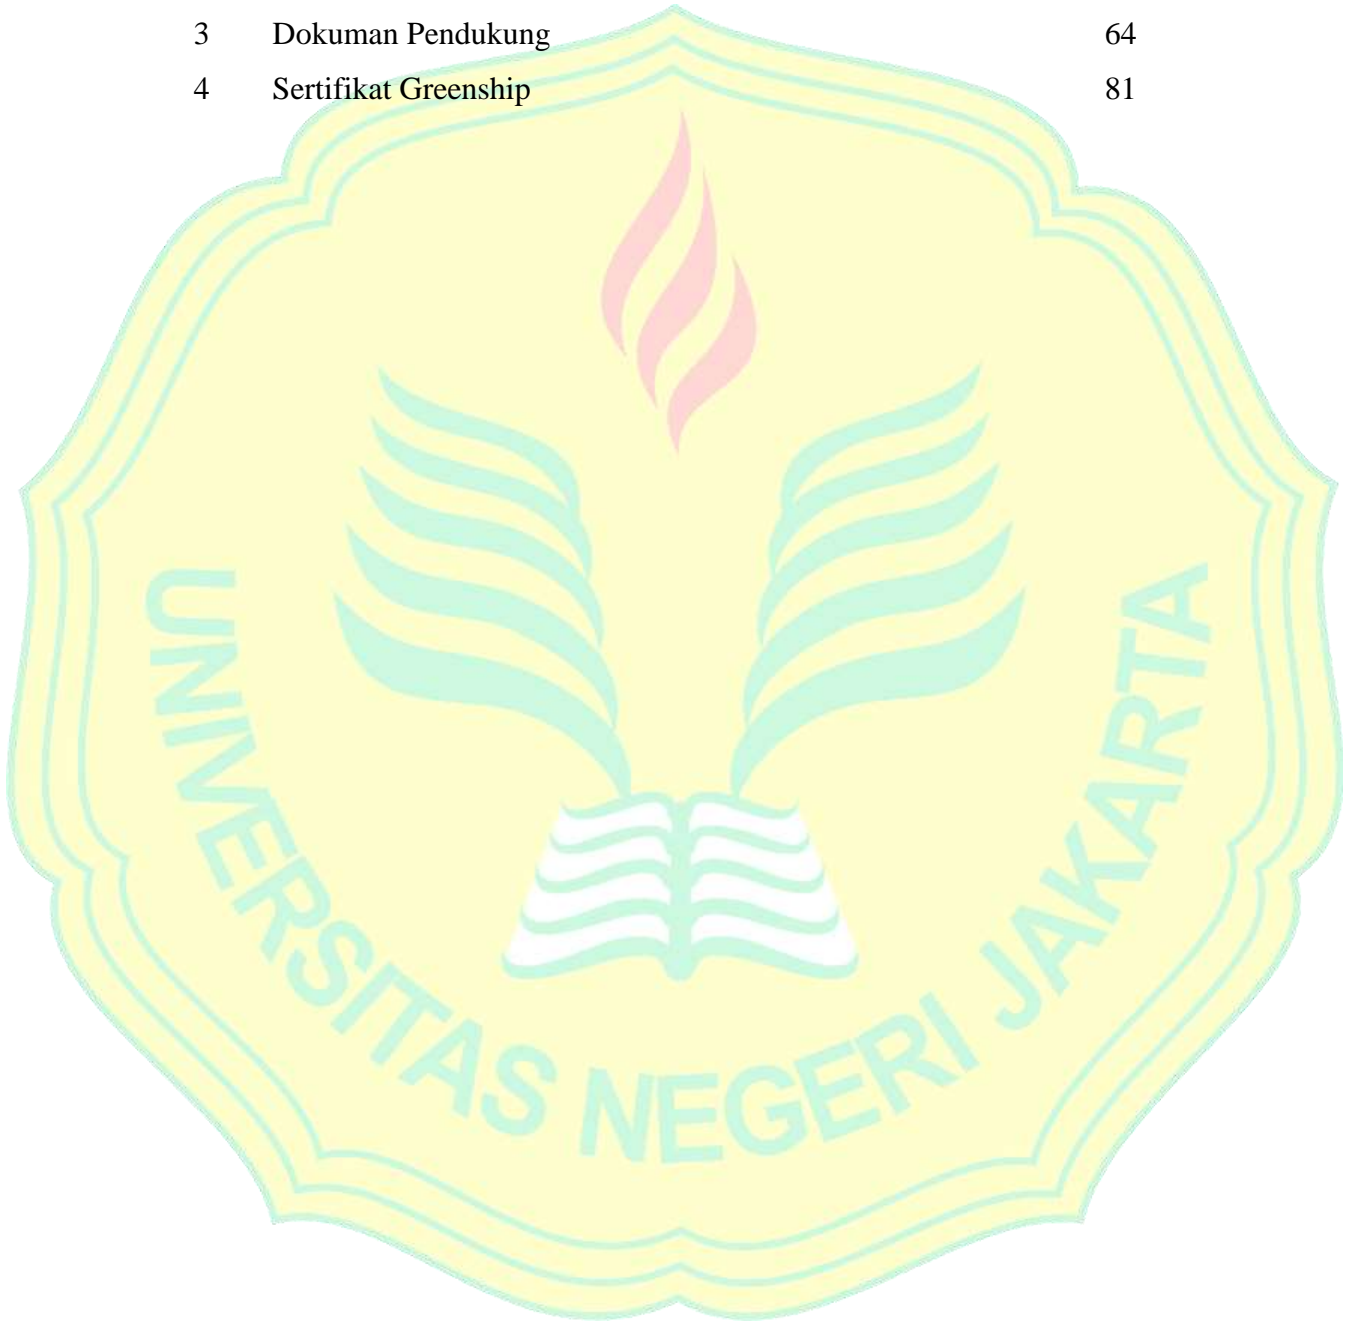 3 Dokuman Pendukung 64
4 Sertifikat Greenship 81
UNIVERSITAS NEGERI JAKARTA